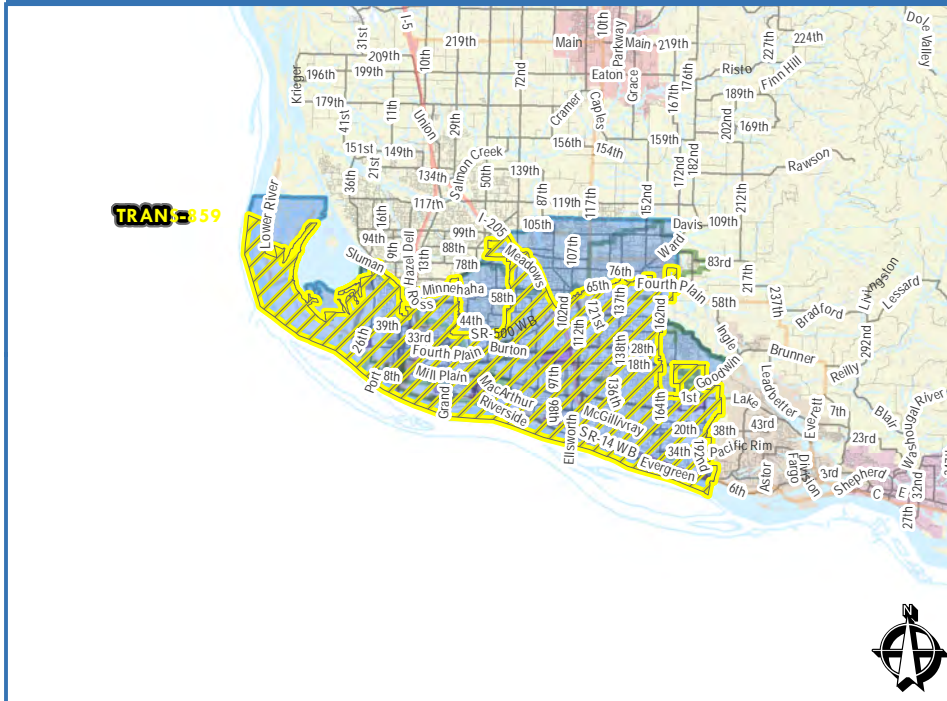 I-5
10th
Dole Valley
31st
219th
Main
Parkway
Main
219th
227th
224th
209th
10th
72nd
Eaton
Grace
176th
Risto
Finn Hill
Krieger
196th
199th
179th
41st
11th
Union
29th
Cramer
Caples
167th
189th
202nd
169th
151st
149th
21st
36th
134th
Salmon Creek
50th
139th
156th
154th
159th
172nd
182nd
Rawson
117th
87th
119th
117th
152nd
212th
TRANS-859
Lower River
16th
I-205
105th
Davis
109th
94th
9th
Hazel Dell
13th
99th
88th
78th
Meadows
107th
Ward
83rd
Sluman
Ross
Minnehaha
58th
65th
76th
137th
Fourth Plain
58th
217th
237th
Bradford
Livingston
Lessard
26th
39th
33rd
44th
SR-500 WB
Fourth Plain
Burton
102nd
112th
121st
138th
28th
18th
162nd
Ingle
Goodwin
Brunner
Reilly
292nd
Port
8th
Mill Plain
Grand
MacArthur
Riverside
97th
98th
136th
McGillivray
164th
1st
Lake
Leadbetter
Everett
7th
Blair
Washougal River
Ellsworth
SR-14 WB
Evergreen
20th
34th
192nd
38th
43rd
Pacific Rim
23rd
6th
Astor
Fargo
Division
3rd
Shepherd
C
E
32nd
27th
N